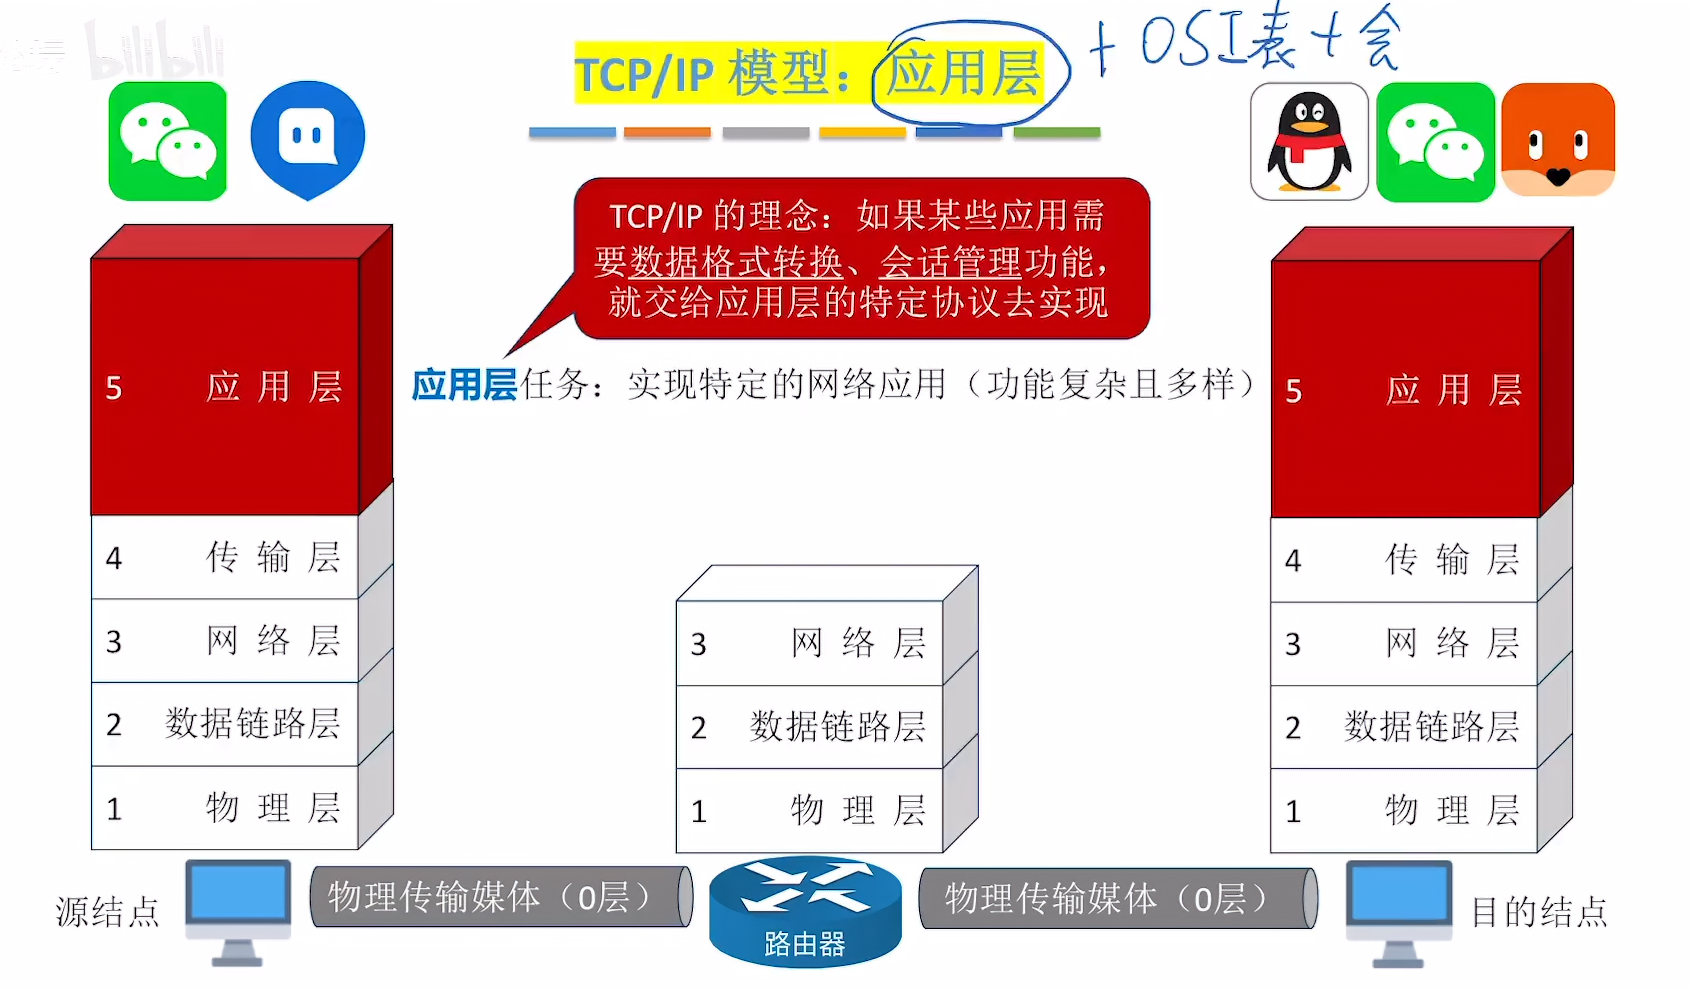 bilibili
TCP/IP 模型：应用层
+ OSI表+会
TCP/IP 的理念：如果某些应用需
要数据格式转换、会话管理功能，
就交给应用层的特定协议去实现
应用层任务：实现特定的网络应用（功能复杂且多样）
5 应用层
4 传输层
3 网络层
2 数据链路层
1 物理层
3 网络层
2 数据链路层
1 物理层
5 应用层
4 传输层
3 网络层
2 数据链路层
1 物理层
源结点
物理传输媒体（0层）
路由器
物理传输媒体（0层）
目的结点